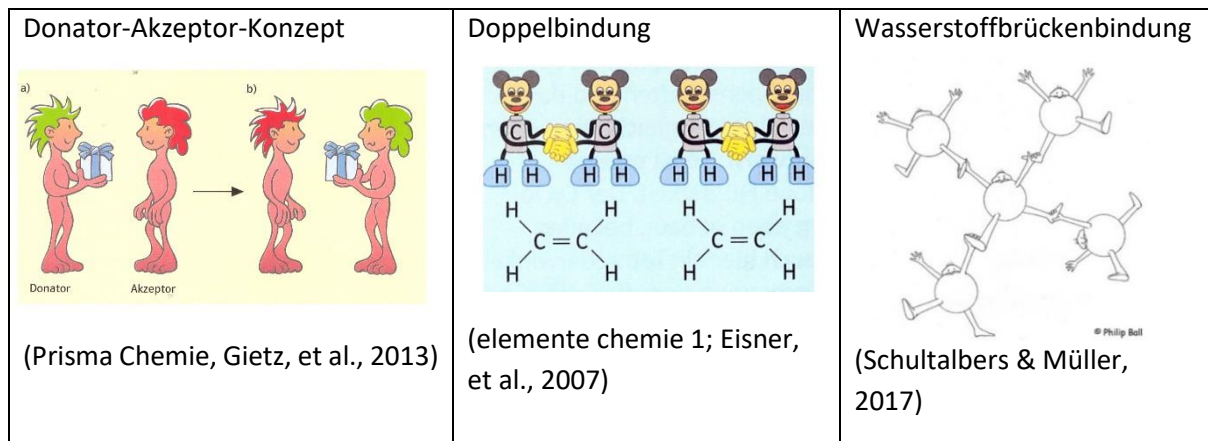 Donator-Akzeptor-Konzept
a)
b)
Donator
Akzeptor
(Prisma Chemie, Gietz, et al., 2013)
Doppelbindung
C C C C
H H H H H H H H
H H H H
C = C C = C
H H H H
(elemente chemie 1; Eisner,
et al., 2007)
Wasserstoffbrückenbindung
© Philip Ball
(Schultalbers & Müller,
2017)